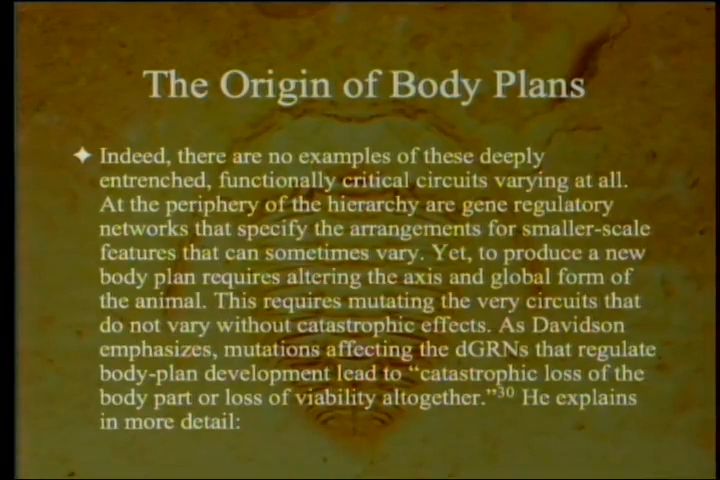 The Origin of Body Plans
Indeed, there are no examples of these deeply
entrenched, functionally critical circuits varying at all.
At the periphery of the hierarchy are gene regulatory
networks that specify the arrangements for smaller-scale
features that can sometimes vary. Yet, to produce a new
body plan requires altering the axis and global form of
the animal. This requires mutating the very circuits that
do not vary without catastrophic effects. As Davidson
emphasizes, mutations affecting the dGRNs that regulate
body-plan development lead to “catastrophic loss of the
body part or loss of viability altogether.”30 He explains
in more detail: